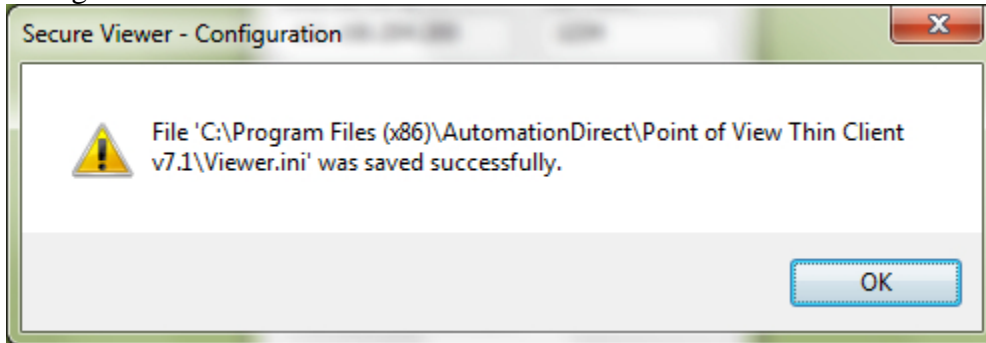 Secure Viewer - Configuration
File 'C:\Program Files (x86)\AutomationDirect\Point of View Thin Client
v7.1\Viewer.ini' was saved successfully.
OK